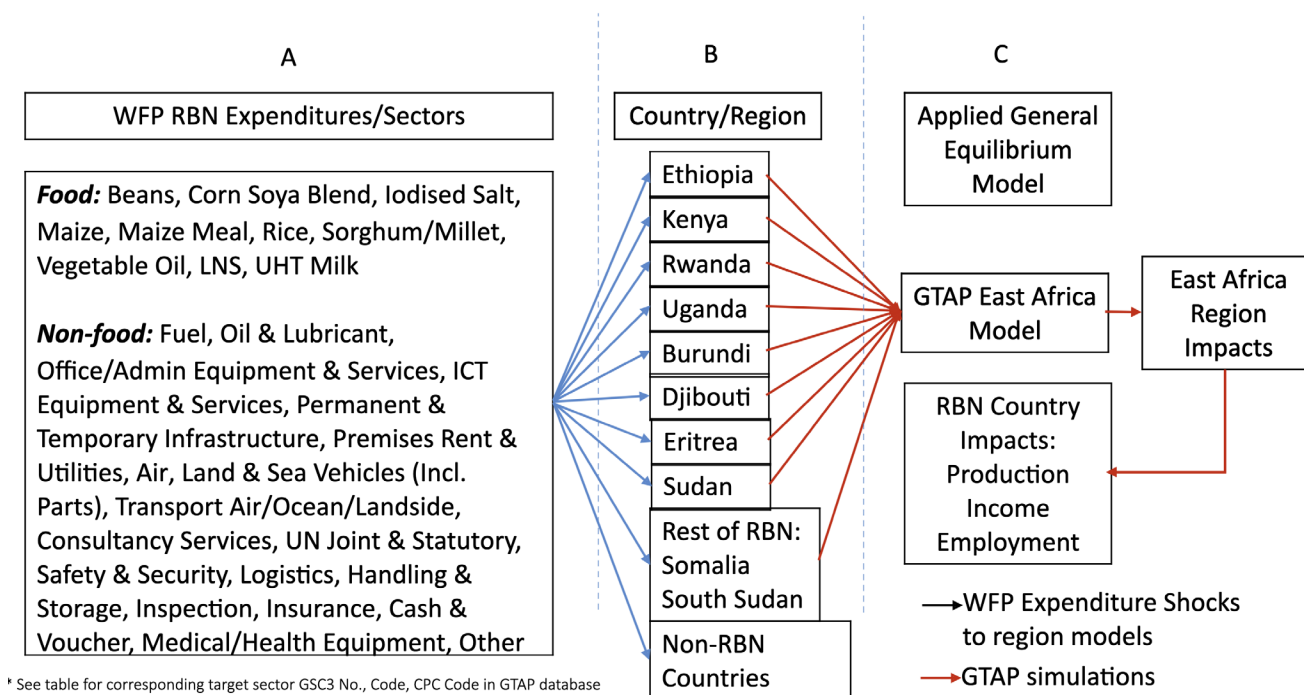 A
B
C
WFP RBN Expenditures/Sectors
Country/Region
Applied General
Equilibrium
Model
Food: Beans, Corn Soya Blend, Iodised Salt,
Maize, Maize Meal, Rice, Sorghum/Millet,
Vegetable Oil, LNS, UHT Milk
Non-food: Fuel, Oil & Lubricant,
Office/Admin Equipment & Services, ICT
Equipment & Services, Permanent &
Temporary Infrastructure, Premises Rent &
Utilities, Air, Land & Sea Vehicles (Incl.
Parts), Transport Air/Ocean/Landside,
Consultancy Services, UN Joint & Statutory,
Safety & Security, Logistics, Handling &
Storage, Inspection, Insurance, Cash &
Voucher, Medical/Health Equipment, Other
Ethiopia
Kenya
Rwanda
Uganda
Burundi
Djibouti
Eritrea
Sudan
Rest of RBN:
Somalia
South Sudan
Non-RBN
Countries
GTAP East Africa
Model
East Africa
Region
Impacts
RBN Country
Impacts:
Production
Income
Employment
WFP Expenditure Shocks
to region models
GTAP simulations
* See table for corresponding target sector GSC3 No., Code, CPC Code in GTAP database